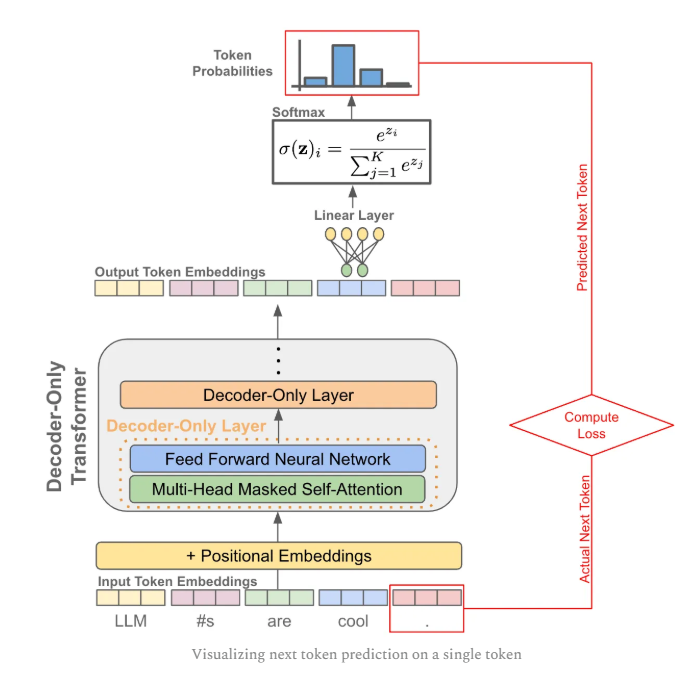 Token
Probabilities
Softmax
σ(z)_i = e^{z_i} / ∑_{j=1}^{K} e^{z_j}
Linear Layer
Output Token Embeddings
Decoder-Only
Transformer
Decoder-Only Layer
Decoder-Only Layer
Feed Forward Neural Network
Multi-Head Masked Self-Attention
+ Positional Embeddings
Input Token Embeddings
LLM #s are cool .
Predicted Next Token
Compute
Loss
Actual Next Token
Visualizing next token prediction on a single token